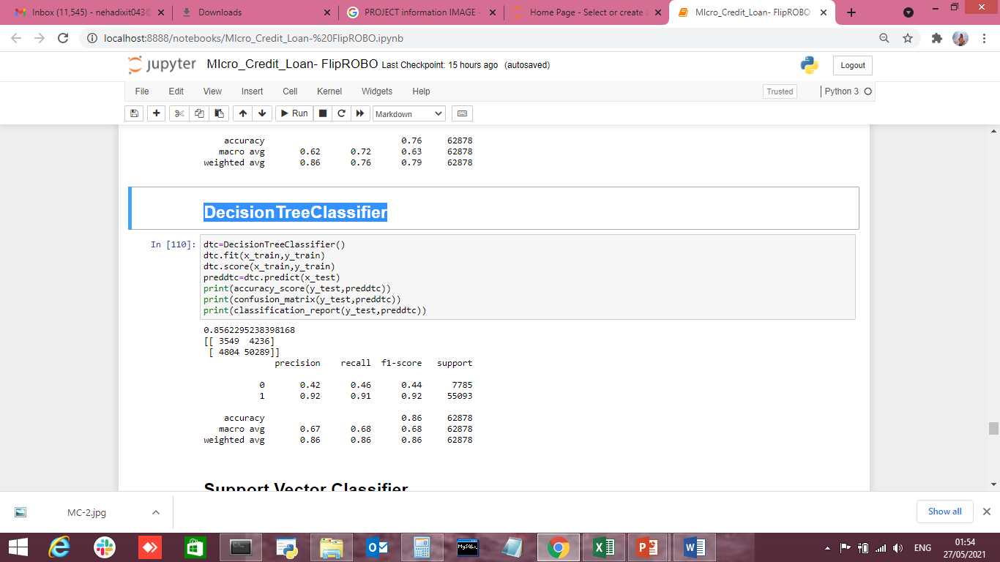 Inbox (11,545) - nehadixit043@
Downloads
PROJECT information IMAGE -
Home Page - Select or create a
MIcro_Credit_Loan- FlipROBO
localhost:8888/notebooks/MIcro_Credit_Loan-%20FlipROBO.ipynb
jupyter MIcro_Credit_Loan- FlipROBO Last Checkpoint: 15 hours ago (autosaved)
Logout
File Edit View Insert Cell Kernel Widgets Help
Trusted
Python 3
Run
Markdown
accuracy 0.76 62878
macro avg 0.62 0.72 0.63 62878
weighted avg 0.86 0.76 0.79 62878
DecisionTreeClassifier
In [110]:
dtc=DecisionTreeClassifier()
dtc.fit(x_train,y_train)
dtc.score(x_train,y_train)
preddtc=dtc.predict(x_test)
print(accuracy_score(y_test,preddtc))
print(confusion_matrix(y_test,preddtc))
print(classification_report(y_test,preddtc))
0.8562295238398168
[[ 3549 4236]
[ 4804 50289]]
precision recall f1-score support
0 0.42 0.46 0.44 7785
1 0.92 0.91 0.92 55093
accuracy 0.86 62878
macro avg 0.67 0.68 0.68 62878
weighted avg 0.86 0.86 0.86 62878
Support Vector Classifier
MC-2.jpg
Show all
MySQL
ENG
01:54
27/05/2021